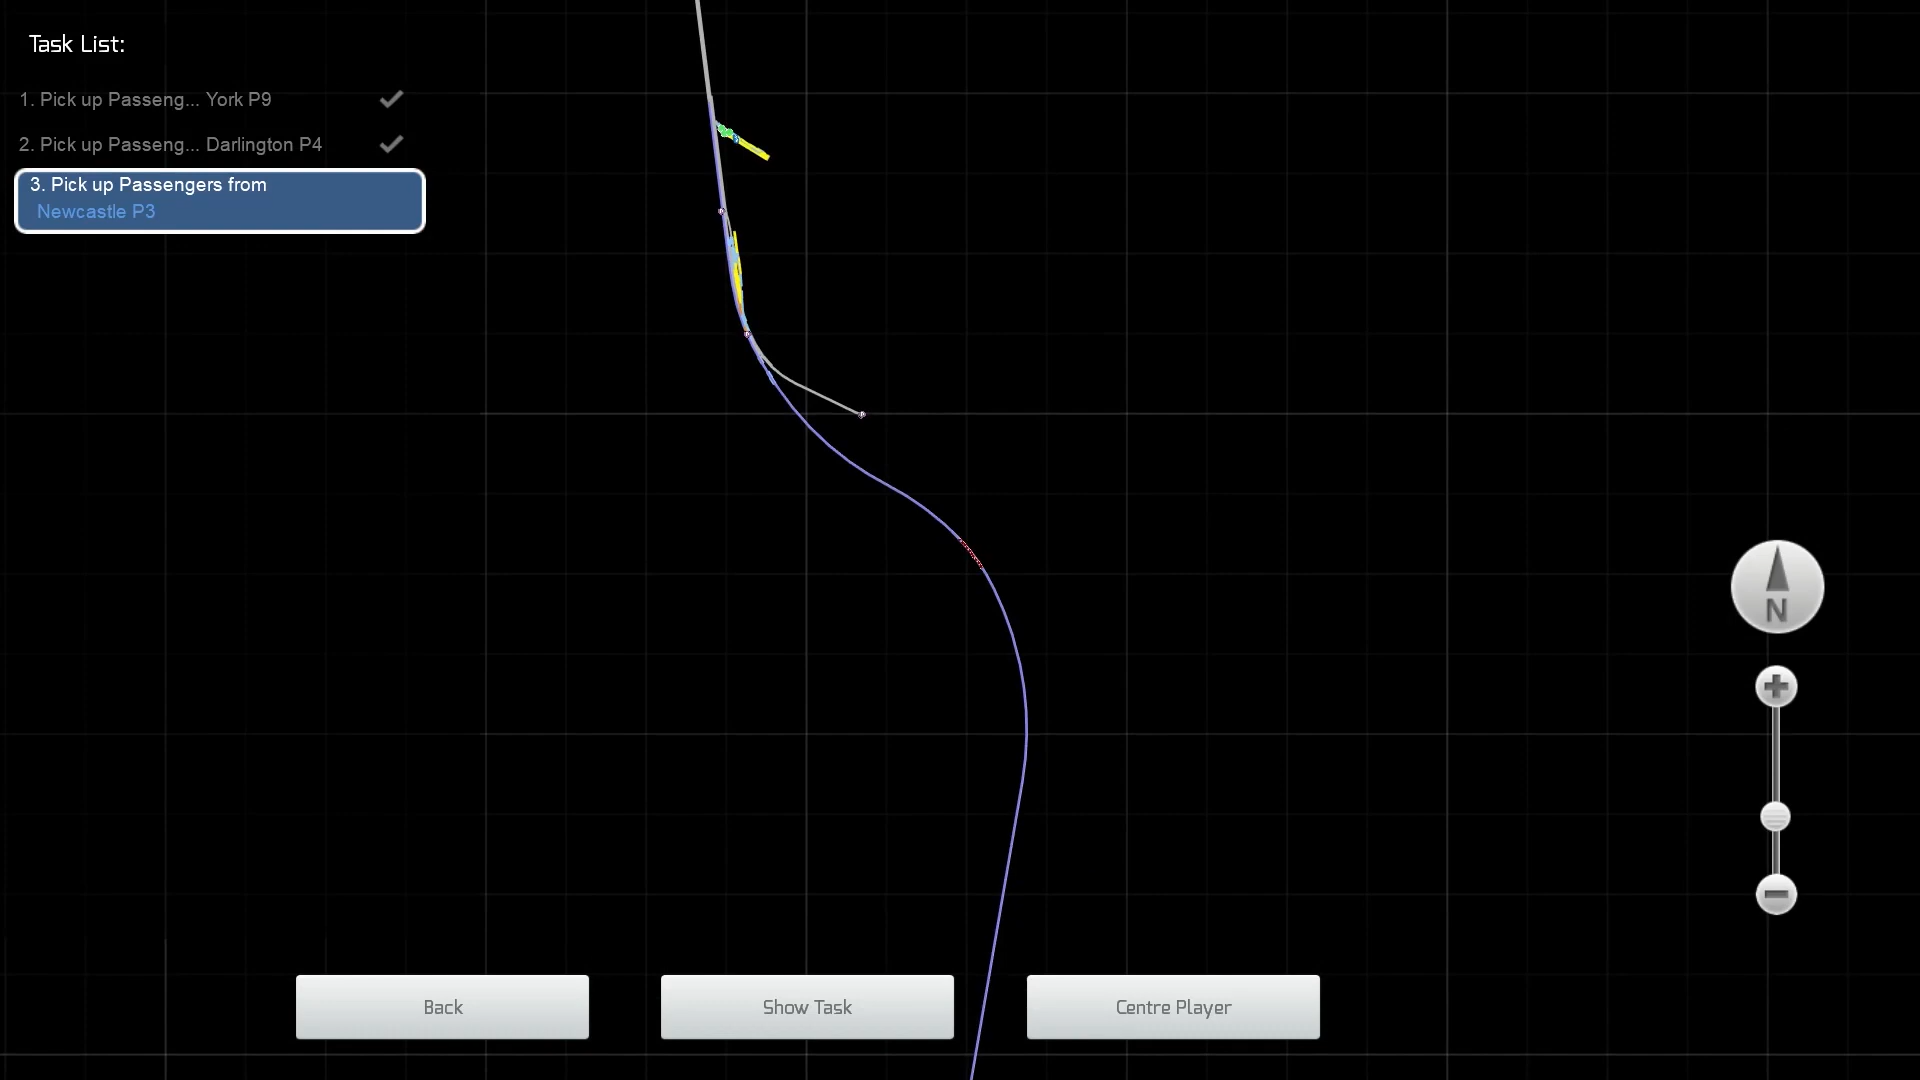 Task List:
1. Pick up Passeng... York P9
2. Pick up Passeng... Darlington P4
3. Pick up Passengers from
Newcastle P3
N
Back
Show Task
Centre Player